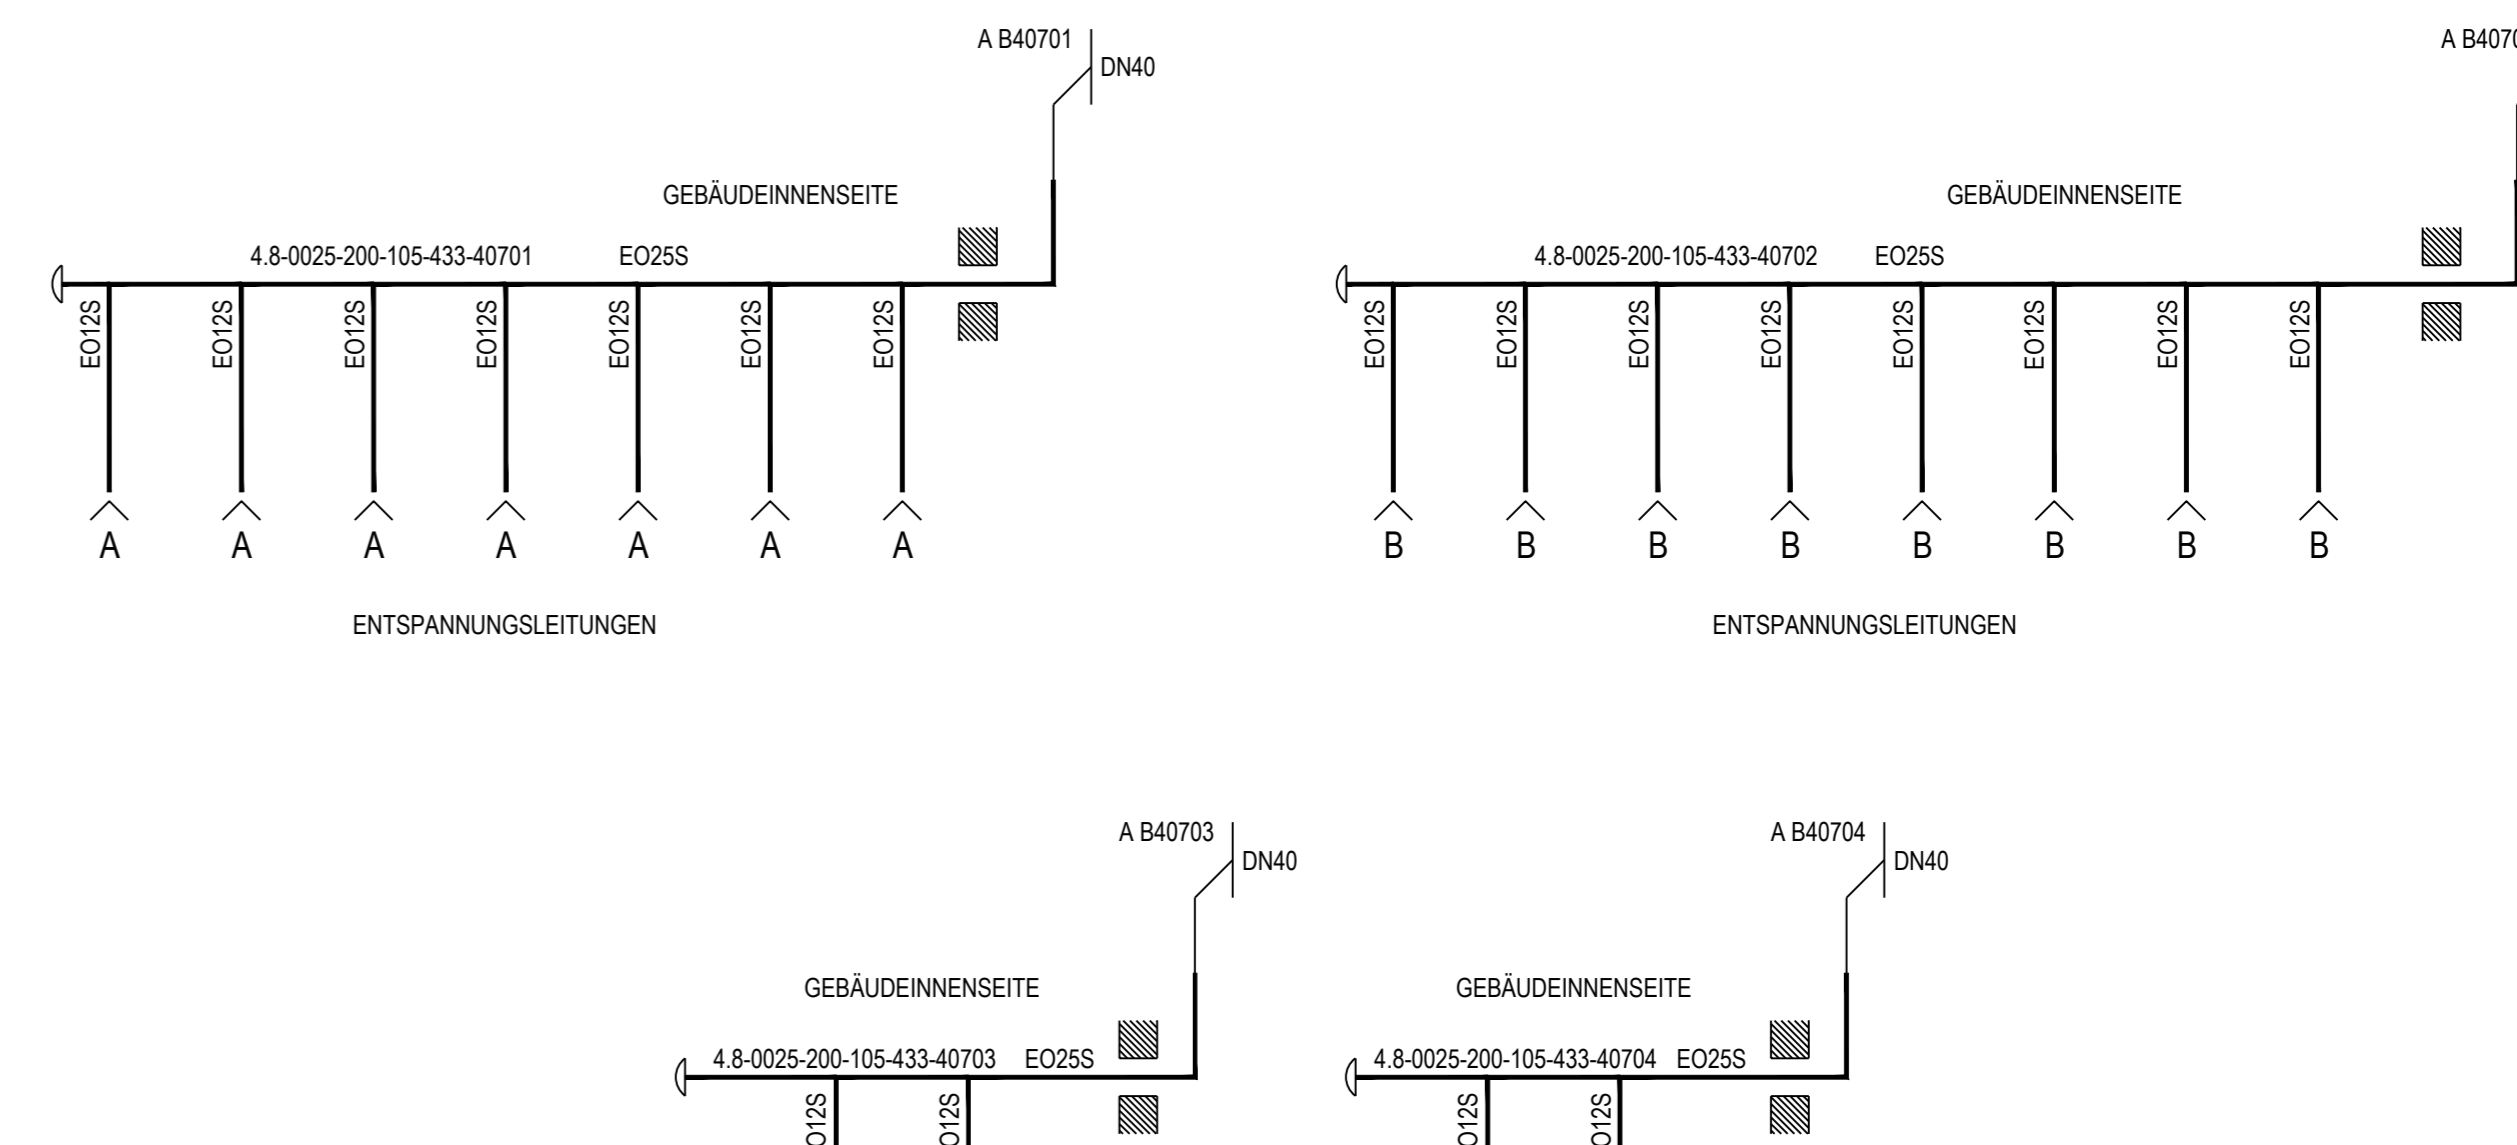 A B40701
DN40
GEBÄUDEINNENSEITE
4.8-0025-200-105-433-40701 EO25S
EO12S EO12S EO12S EO12S EO12S EO12S EO12S
A A A A A A A
ENTSPANNUNGSLEITUNGEN
A
GEBÄUDEINNENSEITE
4.8-0025-200-105-433-40702 EO25S
EO12S EO12S EO12S EO12S EO12S EO12S EO12S EO12S
B B B B B B B B
ENTSPANNUNGSLEITUNGEN
A B40703
DN40
GEBÄUDEINNENSEITE
4.8-0025-200-105-433-40703 EO25S
A B40704
DN40
GEBÄUDEINNENSEITE
4.8-0025-200-105-433-40704 EO25S